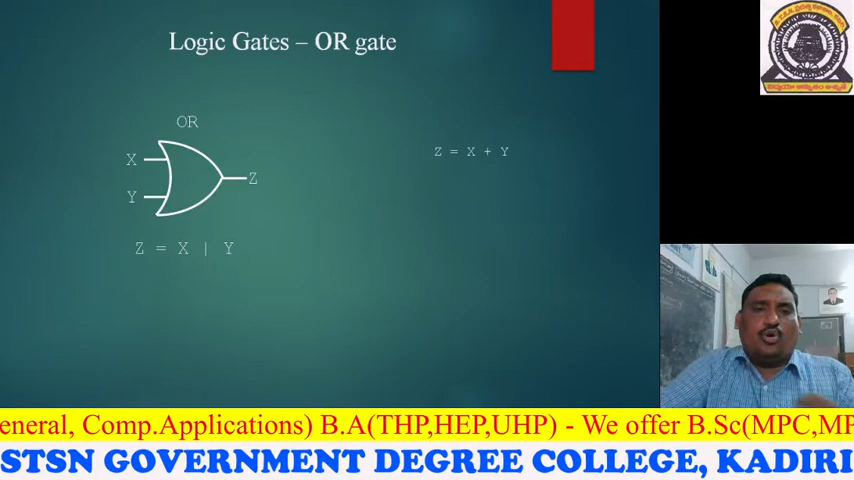 Logic Gates – OR gate
OR
X
Y
Z
Z = X | Y
Z = X + Y
eneral, Comp.Applications) B.A(THP,HEP,UHP) - We offer B.Sc(MPC,MP
STSN GOVERNMENT DEGREE COLLEGE, KADIRI